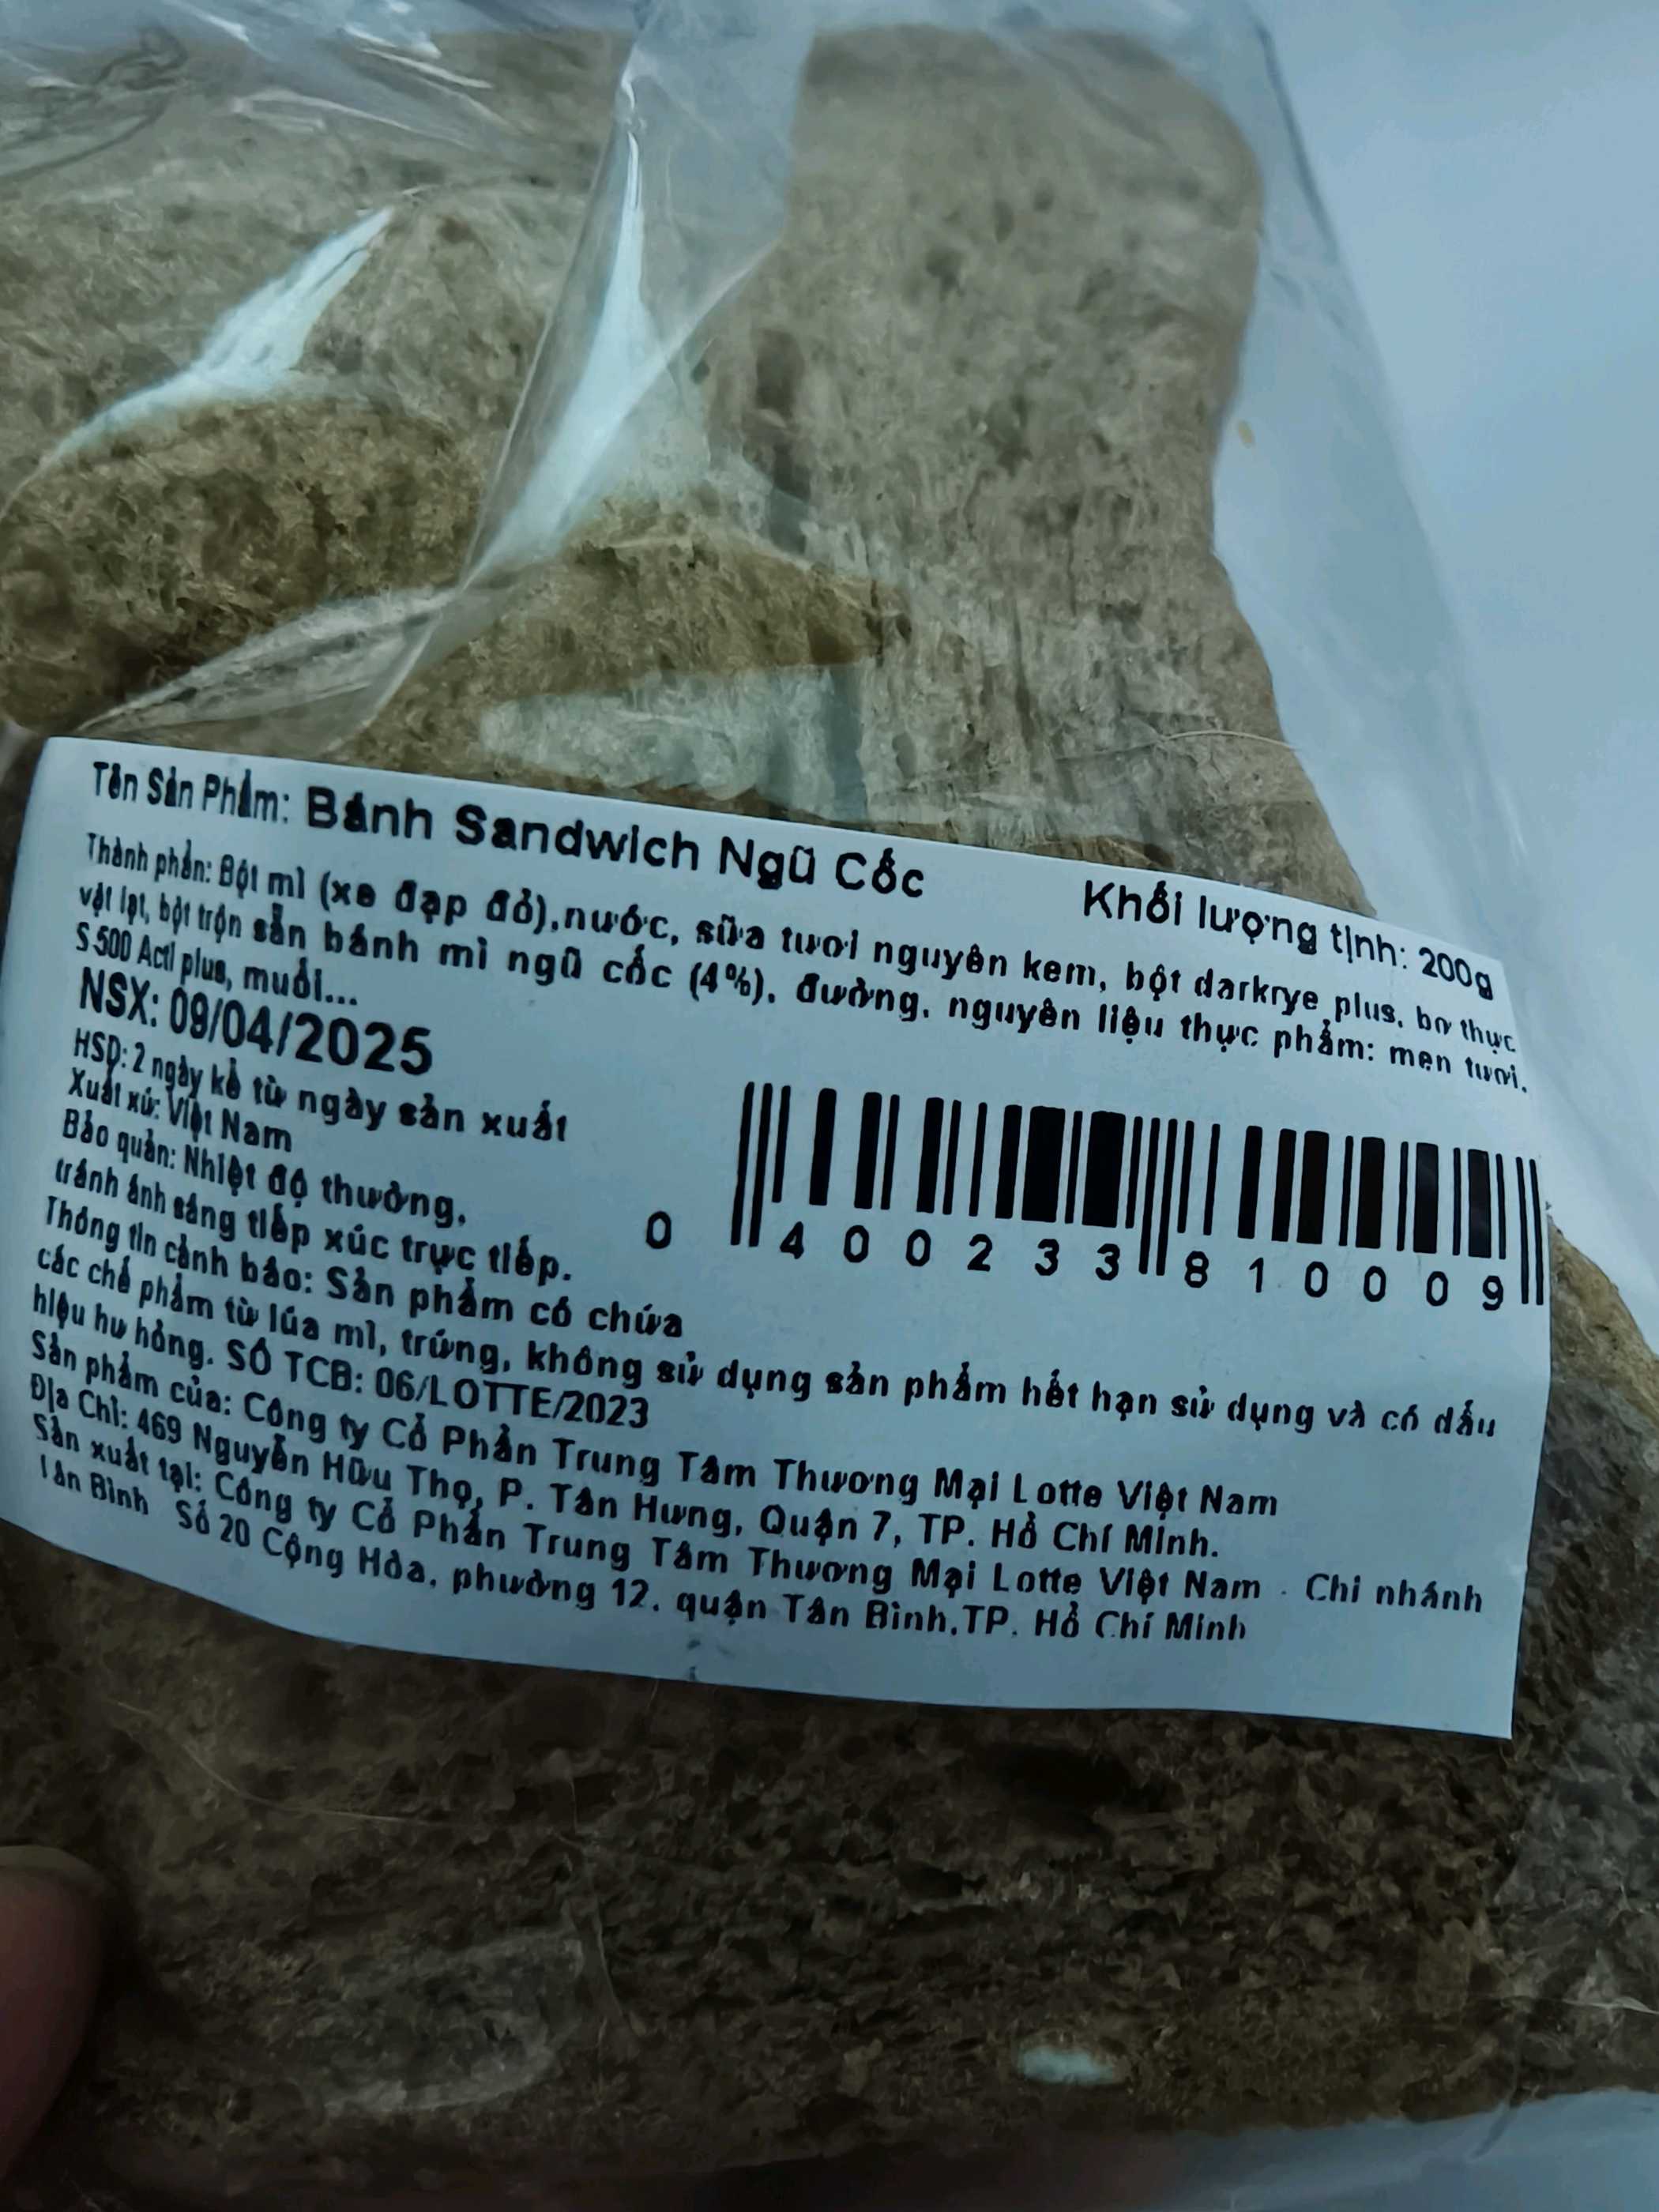 Tên Sản Phẩm: Bánh Sandwich Ngũ Cốc
Khối lượng tịnh: 200g
Thành phần: Bột mì (xe đạp đỏ),nước, sữa tươi nguyên kem, bột darkrye plus, bơ thực
vật lạt, bột trộn sẵn bánh mì ngũ cốc (4%), đường, nguyên liệu thực phẩm: men tươi,
S 500 Acti plus, muối...
NSX: 09/04/2025
HSD: 2 ngày kể từ ngày sản xuất
Xuất xứ: Việt Nam
Bảo quản: Nhiệt độ thường,
tránh ánh sáng tiếp xúc trực tiếp.
0 400233 810009
Thông tin cảnh báo: Sản phẩm có chứa
các chế phẩm từ lúa mì, trứng, không sử dụng sản phẩm hết hạn sử dụng và có dấu
hiệu hư hỏng. SỐ TCB: 06/LOTTE/2023
Sản phẩm của: Công ty Cổ Phần Trung Tâm Thương Mại Lotte Việt Nam
Địa Chỉ: 469 Nguyễn Hữu Thọ, P. Tân Hưng, Quận 7, TP. Hồ Chí Minh.
Sản xuất tại: Công ty Cổ Phần Trung Tâm Thương Mại Lotte Việt Nam - Chi nhánh
Tân Bình Số 20 Cộng Hòa, phường 12, quận Tân Bình,TP. Hồ Chí Minh